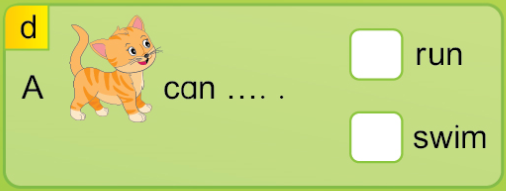 d
run
A can .... .
swim